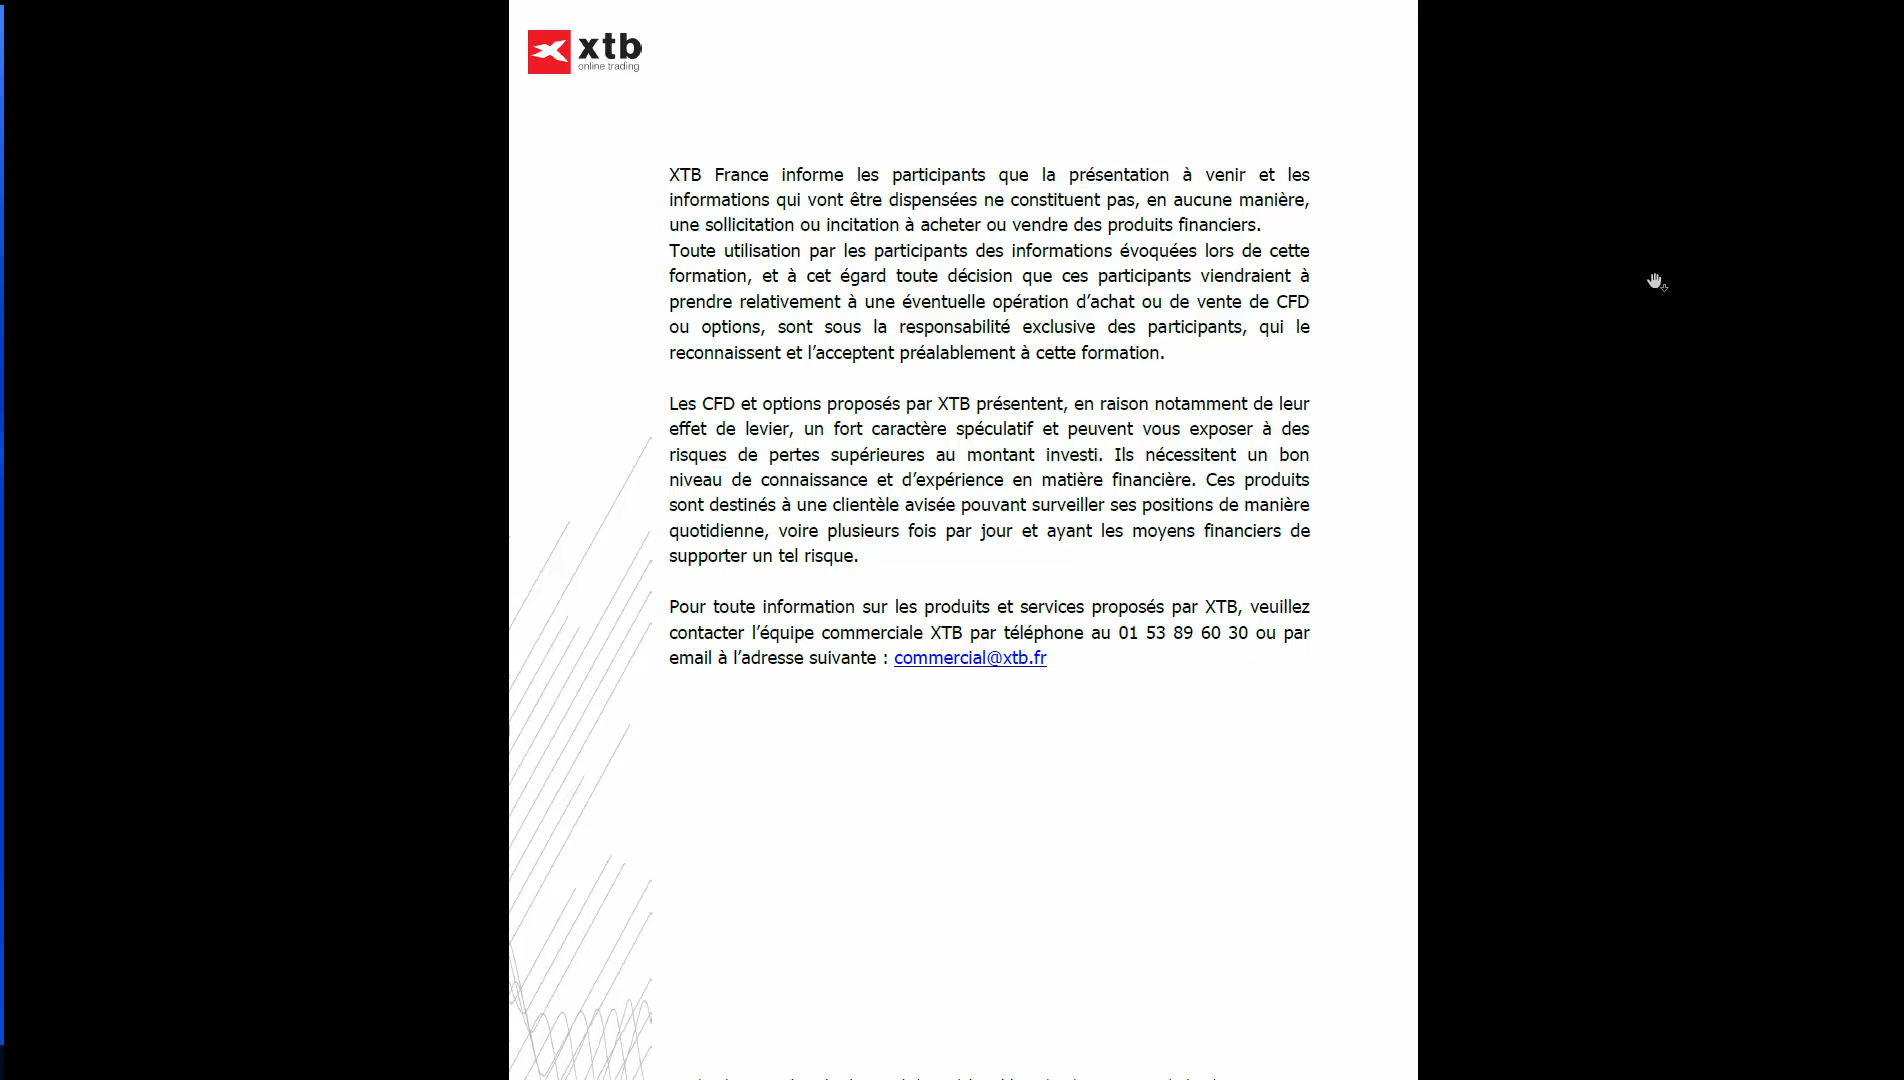 xtb
online trading
XTB France informe les participants que la présentation à venir et les
informations qui vont être dispensées ne constituent pas, en aucune manière,
une sollicitation ou incitation à acheter ou vendre des produits financiers.
Toute utilisation par les participants des informations évoquées lors de cette
formation, et à cet égard toute décision que ces participants viendraient à
prendre relativement à une éventuelle opération d’achat ou de vente de CFD
ou options, sont sous la responsabilité exclusive des participants, qui le
reconnaissent et l’acceptent préalablement à cette formation.
Les CFD et options proposés par XTB présentent, en raison notamment de leur
effet de levier, un fort caractère spéculatif et peuvent vous exposer à des
risques de pertes supérieures au montant investi. Ils nécessitent un bon
niveau de connaissance et d’expérience en matière financière. Ces produits
sont destinés à une clientèle avisée pouvant surveiller ses positions de manière
quotidienne, voire plusieurs fois par jour et ayant les moyens financiers de
supporter un tel risque.
Pour toute information sur les produits et services proposés par XTB, veuillez
contacter l’équipe commerciale XTB par téléphone au 01 53 89 60 30 ou par
email à l’adresse suivante : commercial@xtb.fr